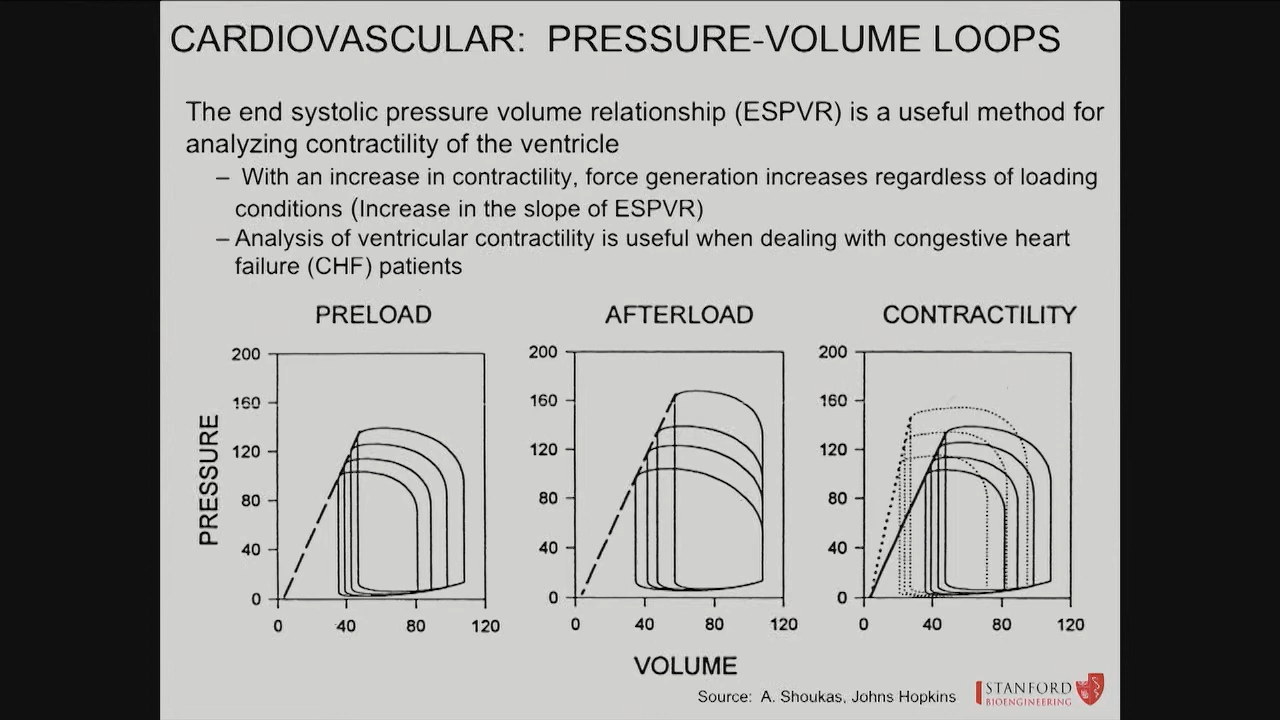 CARDIOVASCULAR: PRESSURE-VOLUME LOOPS
The end systolic pressure volume relationship (ESPVR) is a useful method for
analyzing contractility of the ventricle
– With an increase in contractility, force generation increases regardless of loading
conditions (Increase in the slope of ESPVR)
– Analysis of ventricular contractility is useful when dealing with congestive heart
failure (CHF) patients
PRELOAD
200
160
120
80
40
0
0 40 80 120
PRESSURE
AFTERLOAD
200
160
120
80
40
0
0 40 80 120
VOLUME
CONTRACTILITY
200
160
120
80
40
0
0 40 80 120
Source: A. Shoukas, Johns Hopkins
STANFORD
BIOENGINEERING